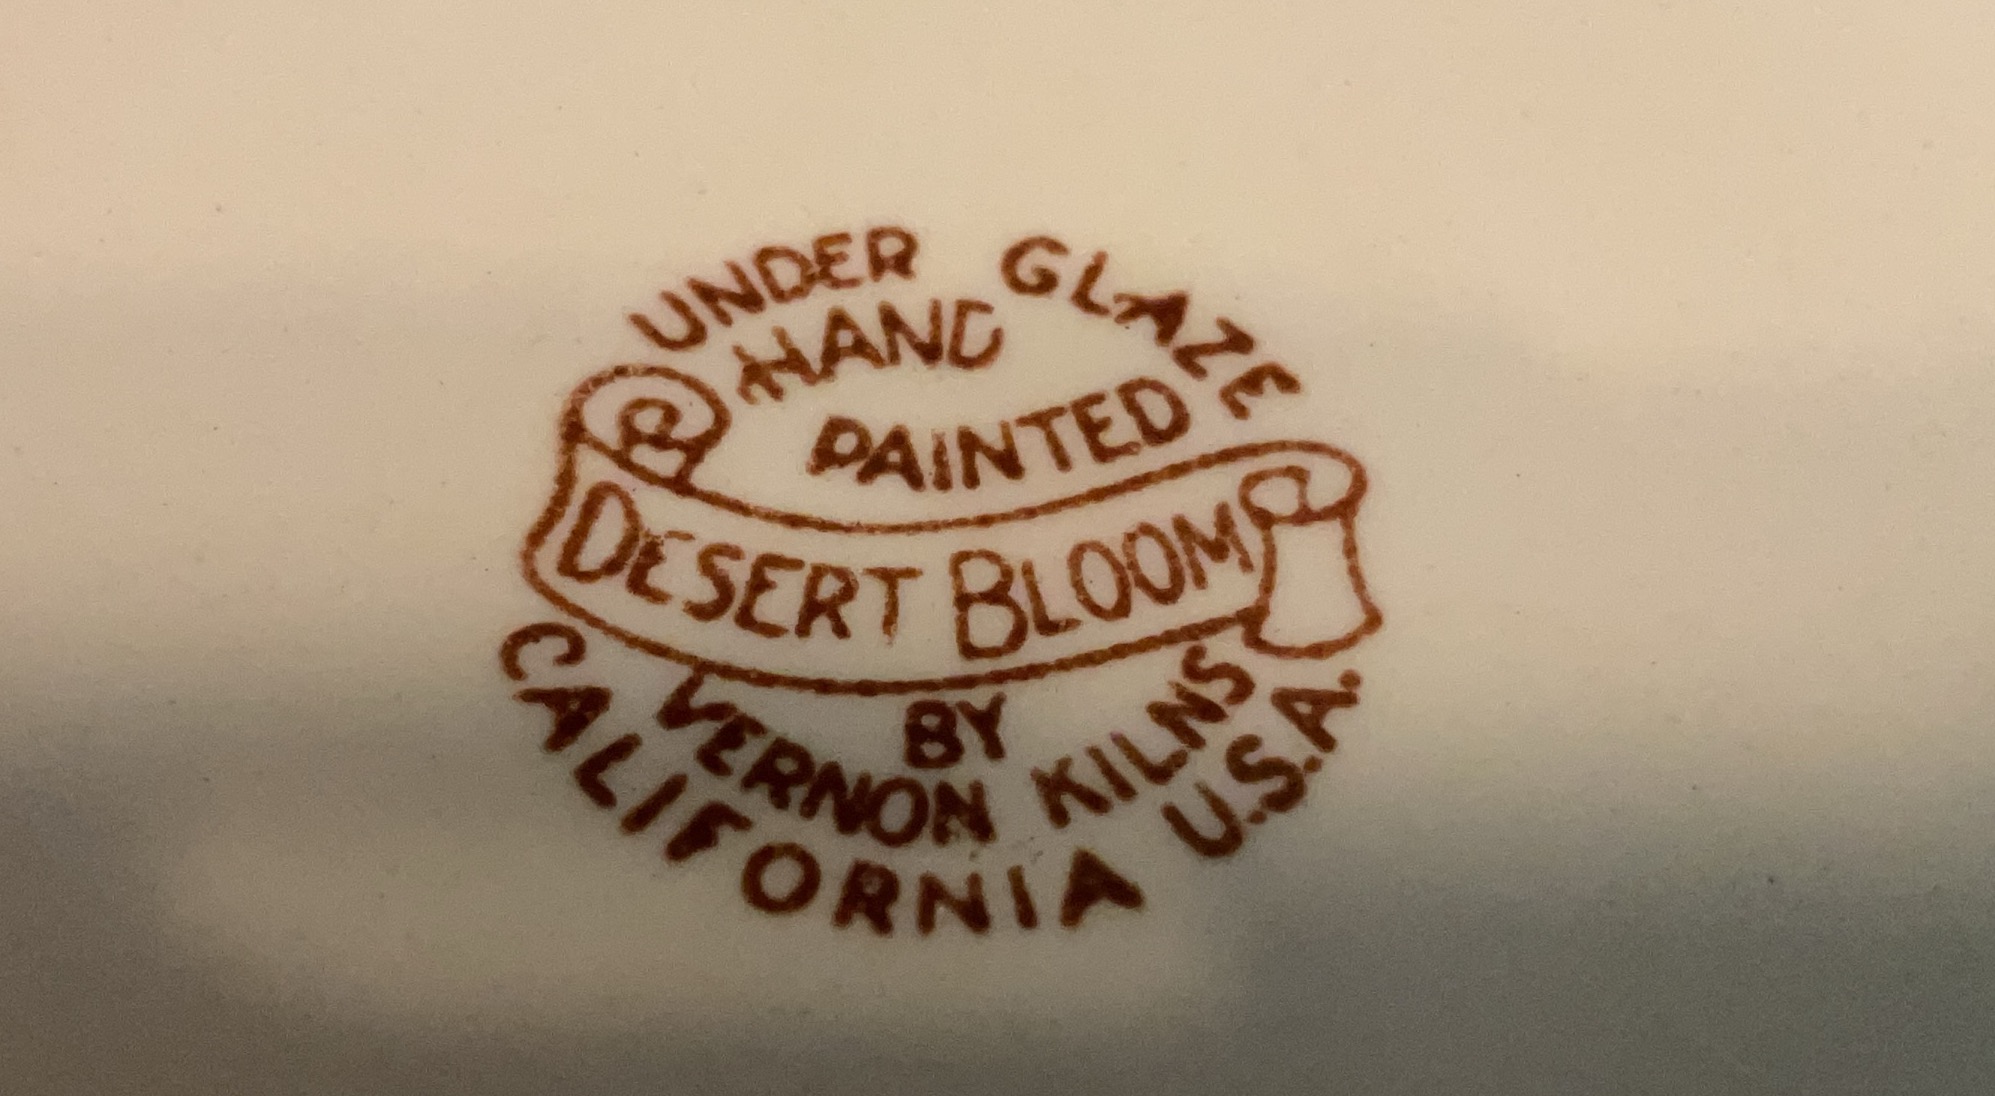 UNDER GLAZE
HAND
PAINTED
DESERT BLOOM
BY
VERNON KILNS
CALIFORNIA U.S.A.